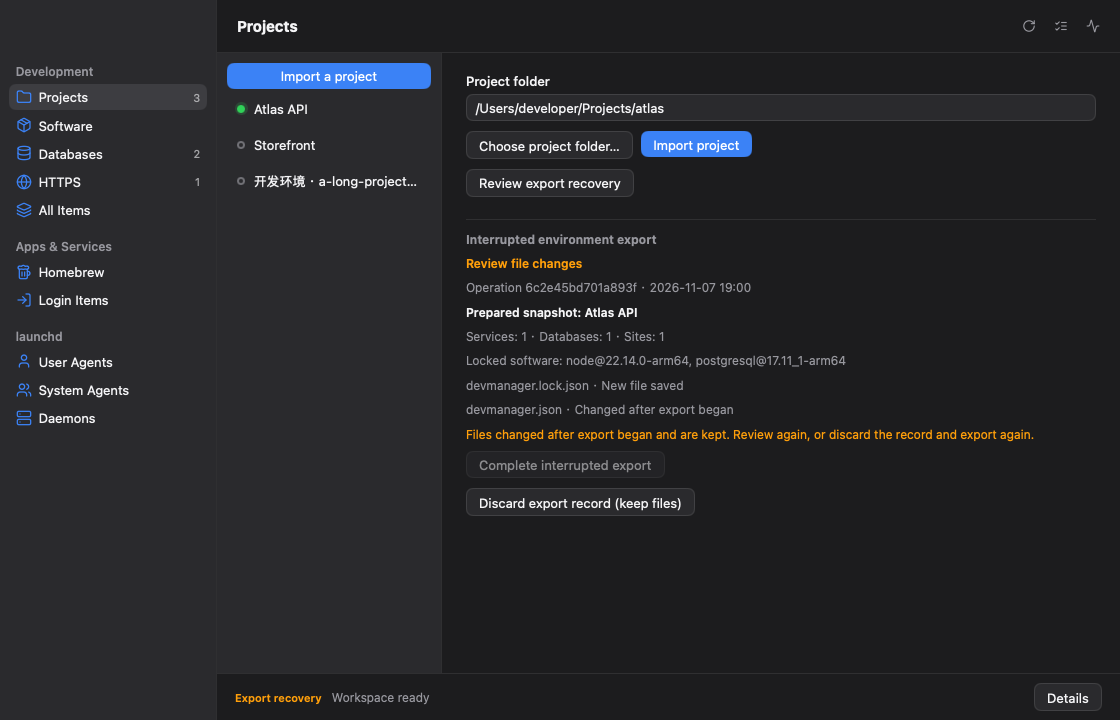 Projects
Development
Projects 3
Software
Databases 2
HTTPS 1
All Items
Apps & Services
Homebrew
Login Items
launchd
User Agents
System Agents
Daemons
Import a project
Atlas API
Storefront
开发环境 · a-long-project...
Project folder
/Users/developer/Projects/atlas
Choose project folder...
Import project
Review export recovery
Interrupted environment export
Review file changes
Operation 6c2e45bd701a893f · 2026-11-07 19:00
Prepared snapshot: Atlas API
Services: 1 · Databases: 1 · Sites: 1
Locked software: node@22.14.0-arm64, postgresql@17.11_1-arm64
devmanager.lock.json · New file saved
devmanager.json · Changed after export began
Files changed after export began and are kept. Review again, or discard the record and export again.
Complete interrupted export
Discard export record (keep files)
Export recovery Workspace ready
Details